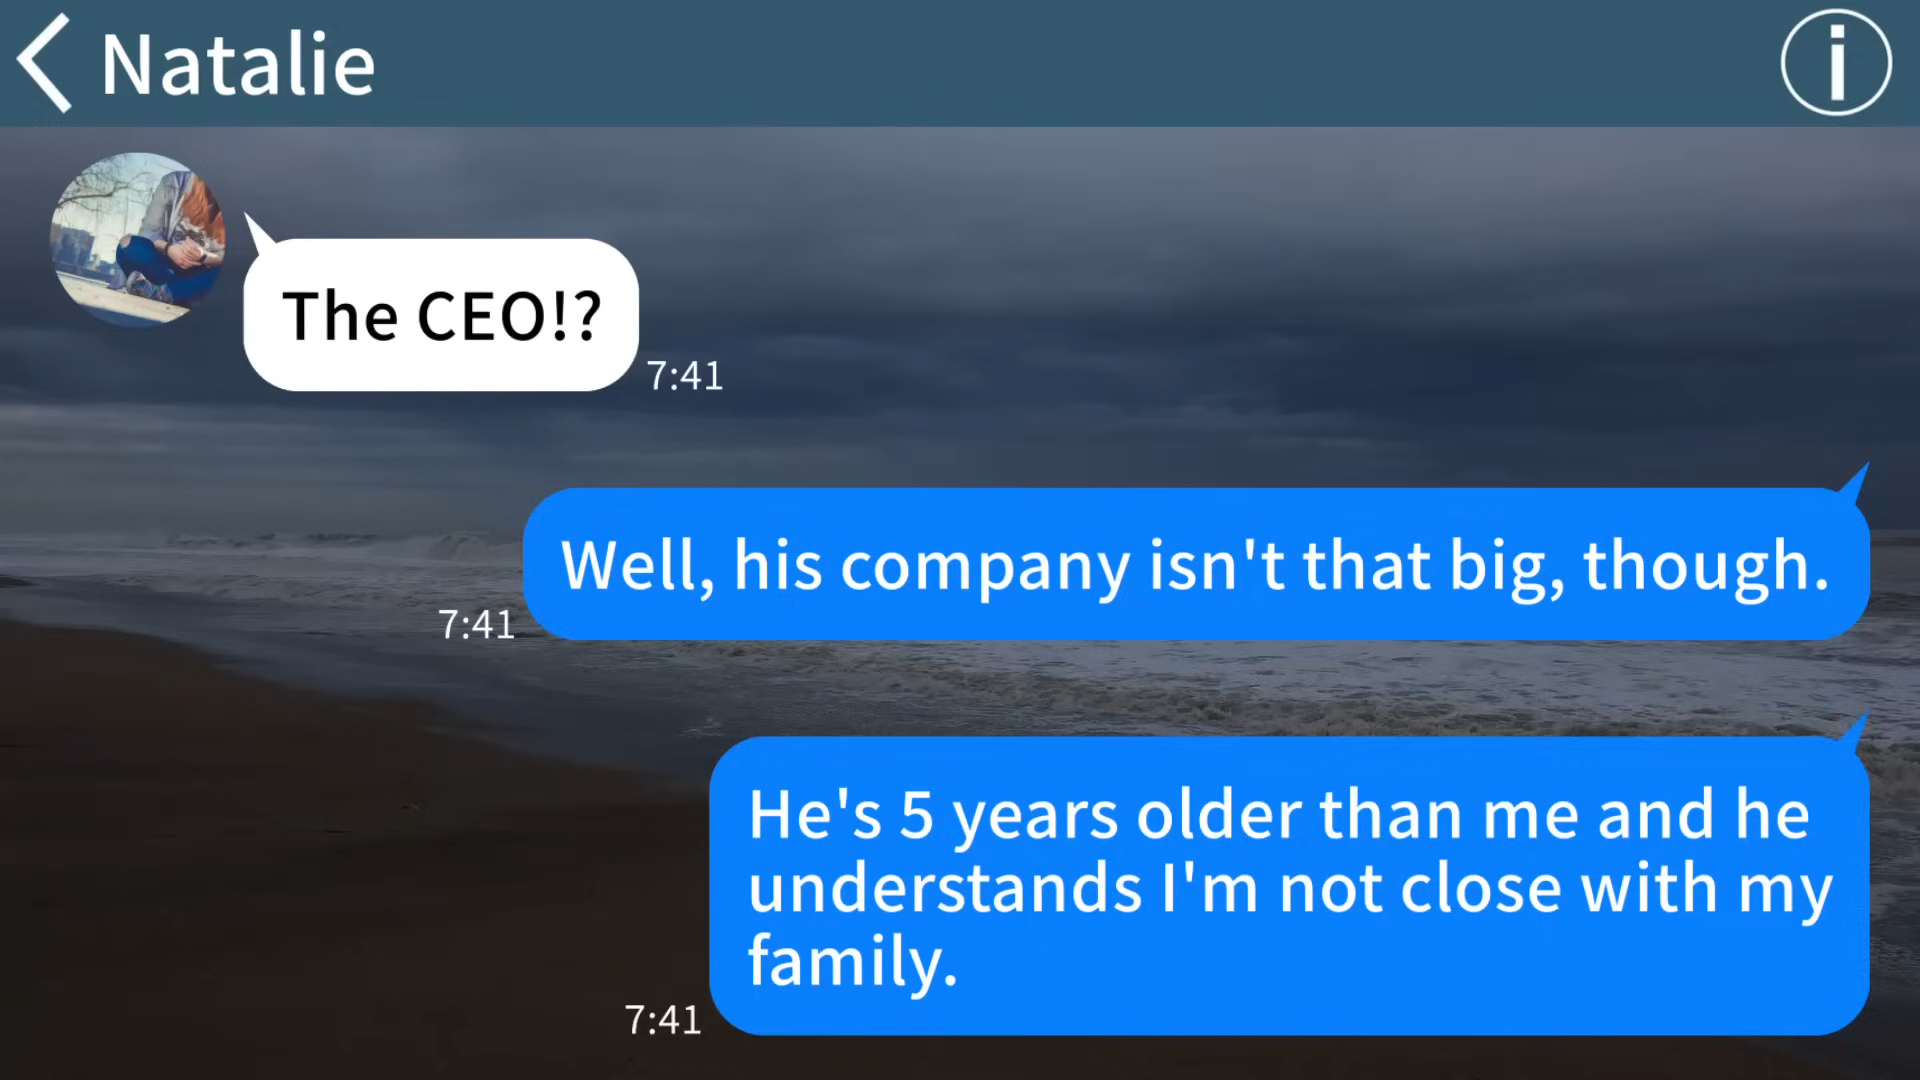 Natalie
The CEO!?
7:41
Well, his company isn't that big, though.
7:41
He's 5 years older than me and he
understands I'm not close with my
family.
7:41